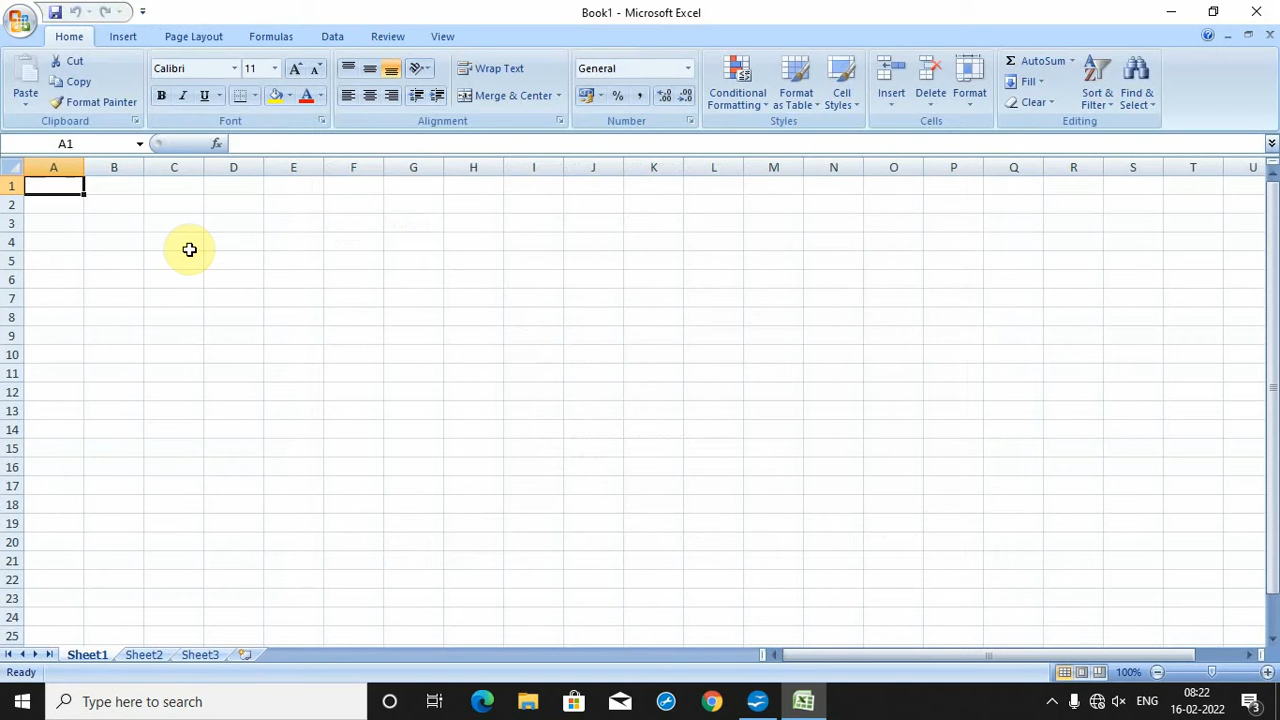 Book1 - Microsoft Excel
Home Insert Page Layout Formulas Data Review View
Paste
Cut
Copy
Format Painter
Clipboard
Calibri 11
B I U
Font
Wrap Text
Merge & Center
Alignment
General
% ,
Number
Conditional Formatting
Format as Table
Cell Styles
Styles
Insert
Delete
Format
Cells
Σ AutoSum
Fill
Clear
Sort & Filter
Find & Select
Editing
A1 fx
A B C D E F G H I J K L M N O P Q R S T U
1
2
3
4
5
6
7
8
9
10
11
12
13
14
15
16
17
18
19
20
21
22
23
24
25
Sheet1 Sheet2 Sheet3
Ready 100%
Type here to search
ENG
08:22
16-02-2022
3